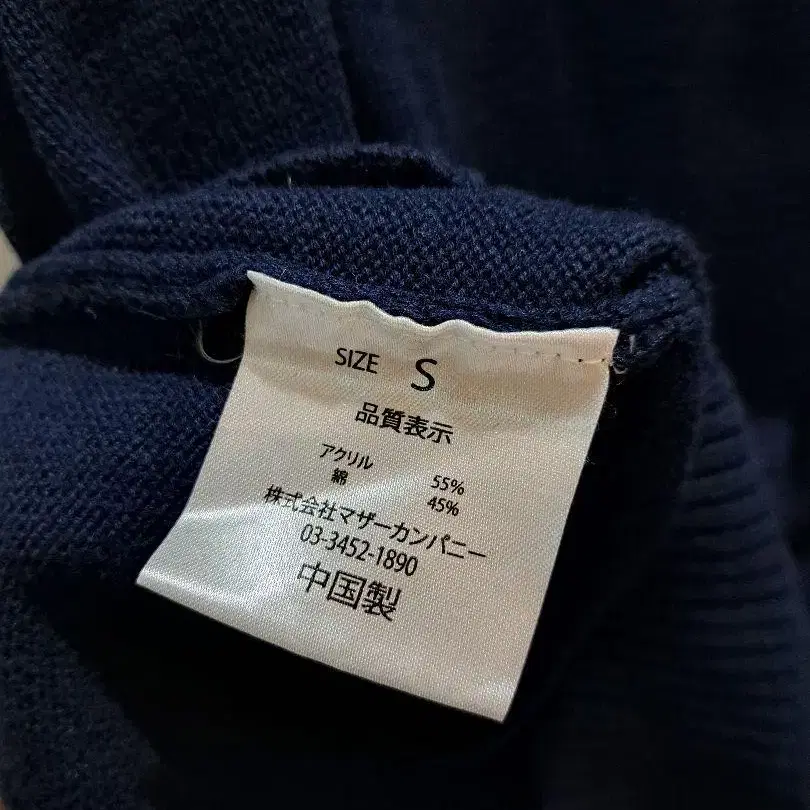 SIZE S
品質表示
アクリル 55%
綿 45%
株式会社マザーカンパニー
03-3452-1890
中国製